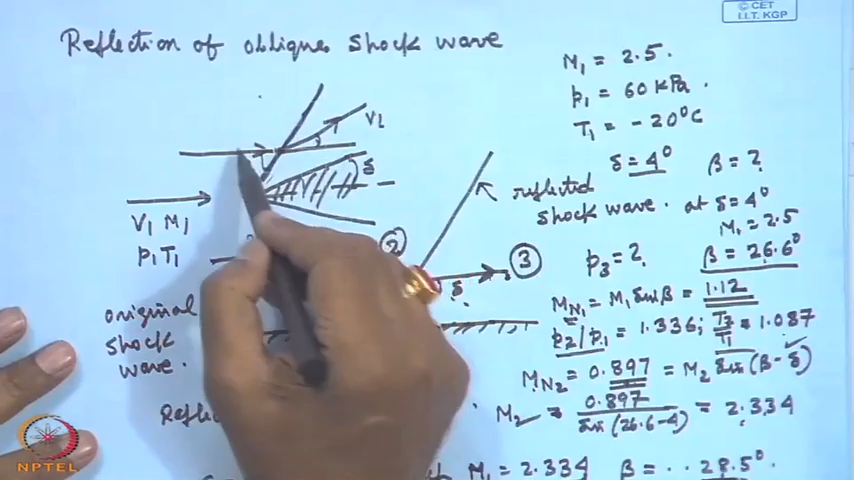 © CET
I.I.T. KGP
Reflection of oblique shock wave
M1 = 2.5.
p1 = 60 kPa.
T1 = -20°C
δ = 4° β = ?
V2
δ
V1 M1
p1 T1
reflected
shock wave.
at δ = 4°
M1 = 2.5
β = 26.6°
2
3
p3 = ?
δ
original
shock
wave.
MN1 = M1 sinβ = 1.12
p2/p1 = 1.336; T2/T1 = 1.087
MN2 = 0.897 = M2 sin(β-δ)
M2 = 0.897/sin(26.6-4) = 2.334
M1 = 2.334 β = .. 28.5°
NPTEL